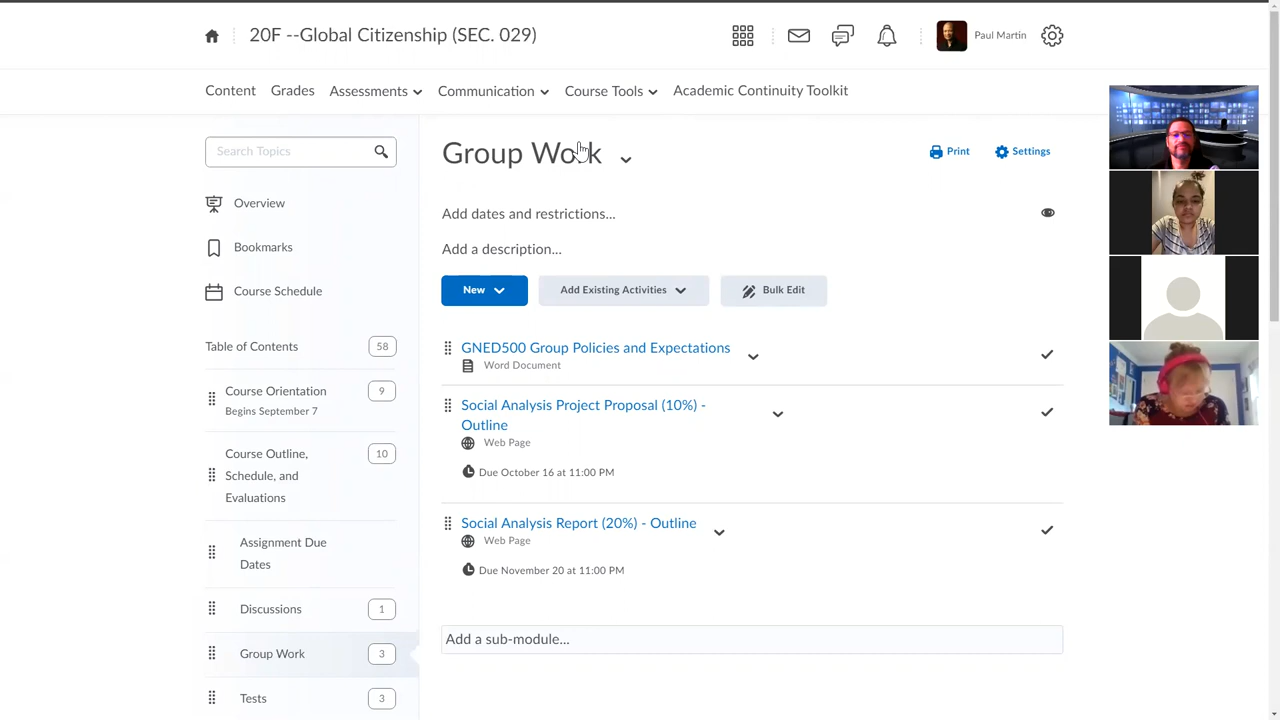 20F --Global Citizenship (SEC. 029)
Paul Martin
Content Grades Assessments Communication Course Tools Academic Continuity Toolkit
Search Topics
Overview
Bookmarks
Course Schedule
Table of Contents 58
Course Orientation 9
Begins September 7
Course Outline, 10
Schedule, and
Evaluations
Assignment Due
Dates
Discussions 1
Group Work 3
Tests 3
Group Work
Print Settings
Add dates and restrictions...
Add a description...
New Add Existing Activities Bulk Edit
GNED500 Group Policies and Expectations
Word Document
Social Analysis Project Proposal (10%) -
Outline
Web Page
Due October 16 at 11:00 PM
Social Analysis Report (20%) - Outline
Web Page
Due November 20 at 11:00 PM
Add a sub-module...